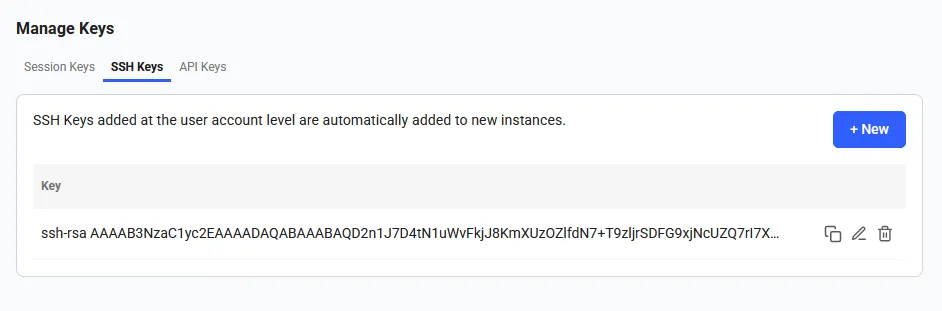 Manage Keys
Session Keys SSH Keys API Keys
SSH Keys added at the user account level are automatically added to new instances.
+ New
Key
ssh-rsa AAAAB3NzaC1yc2EAAAADAQABAAABAQD2n1J7D4tN1uWvFkjJ8KmXUzOZlfdN7+T9zljrSDFG9xjNcUZQ7rI7X...